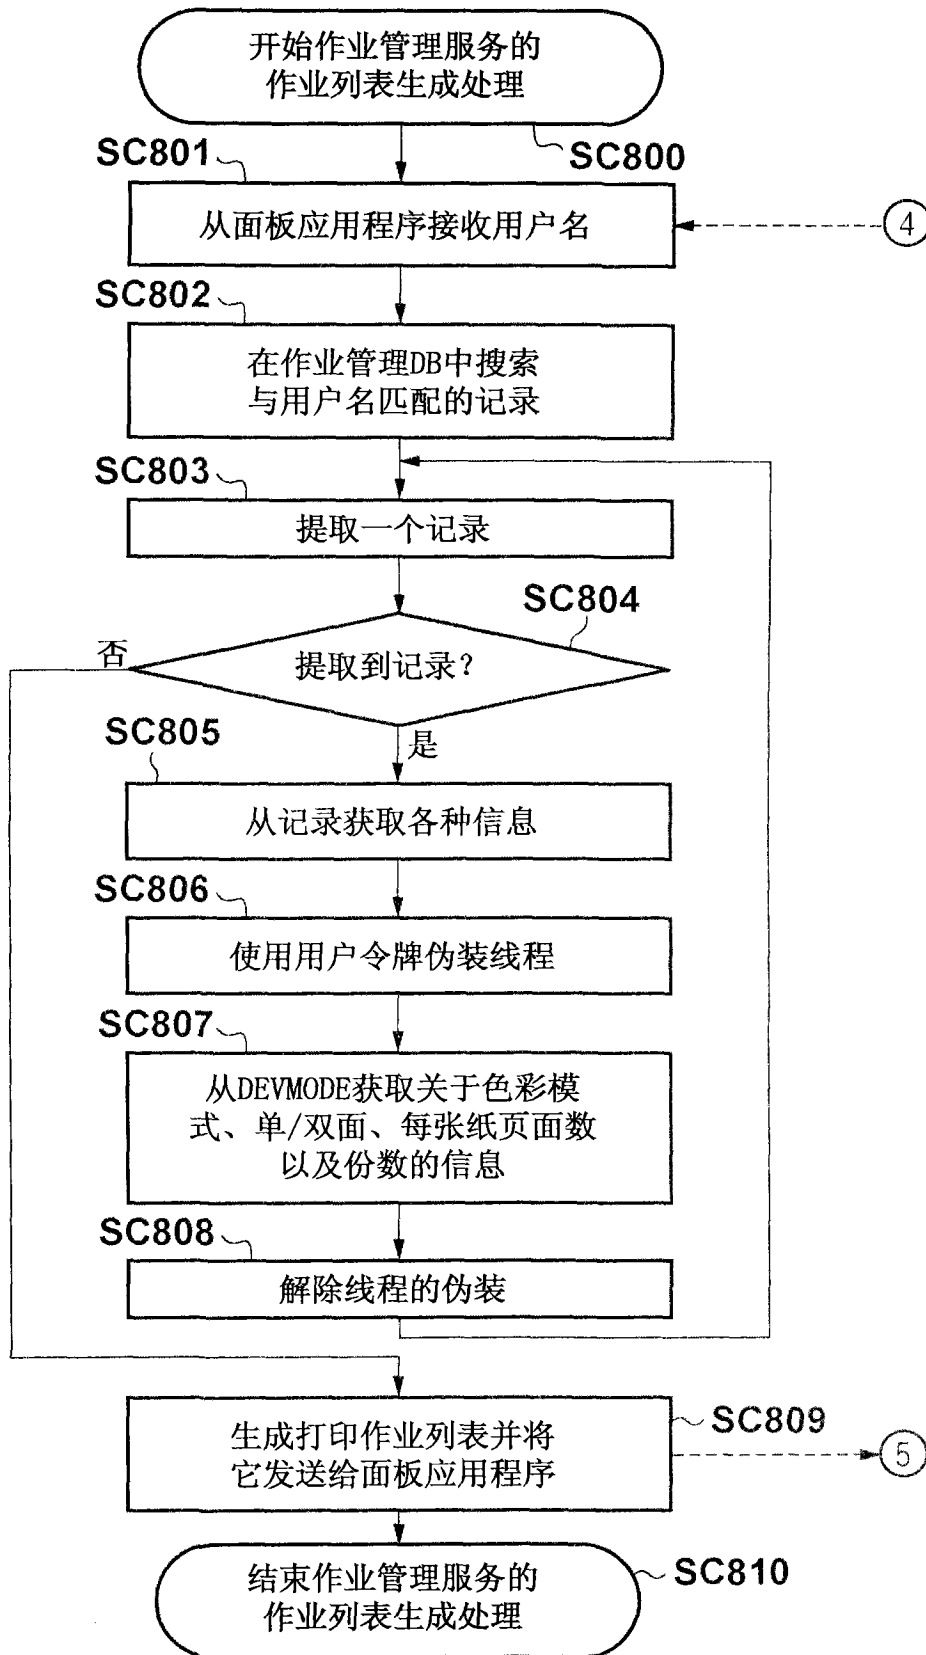 开始作业管理服务的
作业列表生成处理
SC800
SC801
从面板应用程序接收用户名
4
SC802
在作业管理DB中搜索
与用户名匹配的记录
SC803
提取一个记录
SC804
否
提取到记录?
是
SC805
从记录获取各种信息
SC806
使用用户令牌伪装线程
SC807
从DEVMODE获取关于色彩模
式、单/双面、每张纸页面数
以及份数的信息
SC808
解除线程的伪装
SC809
生成打印作业列表并将
它发送给面板应用程序
5
SC810
结束作业管理服务的
作业列表生成处理